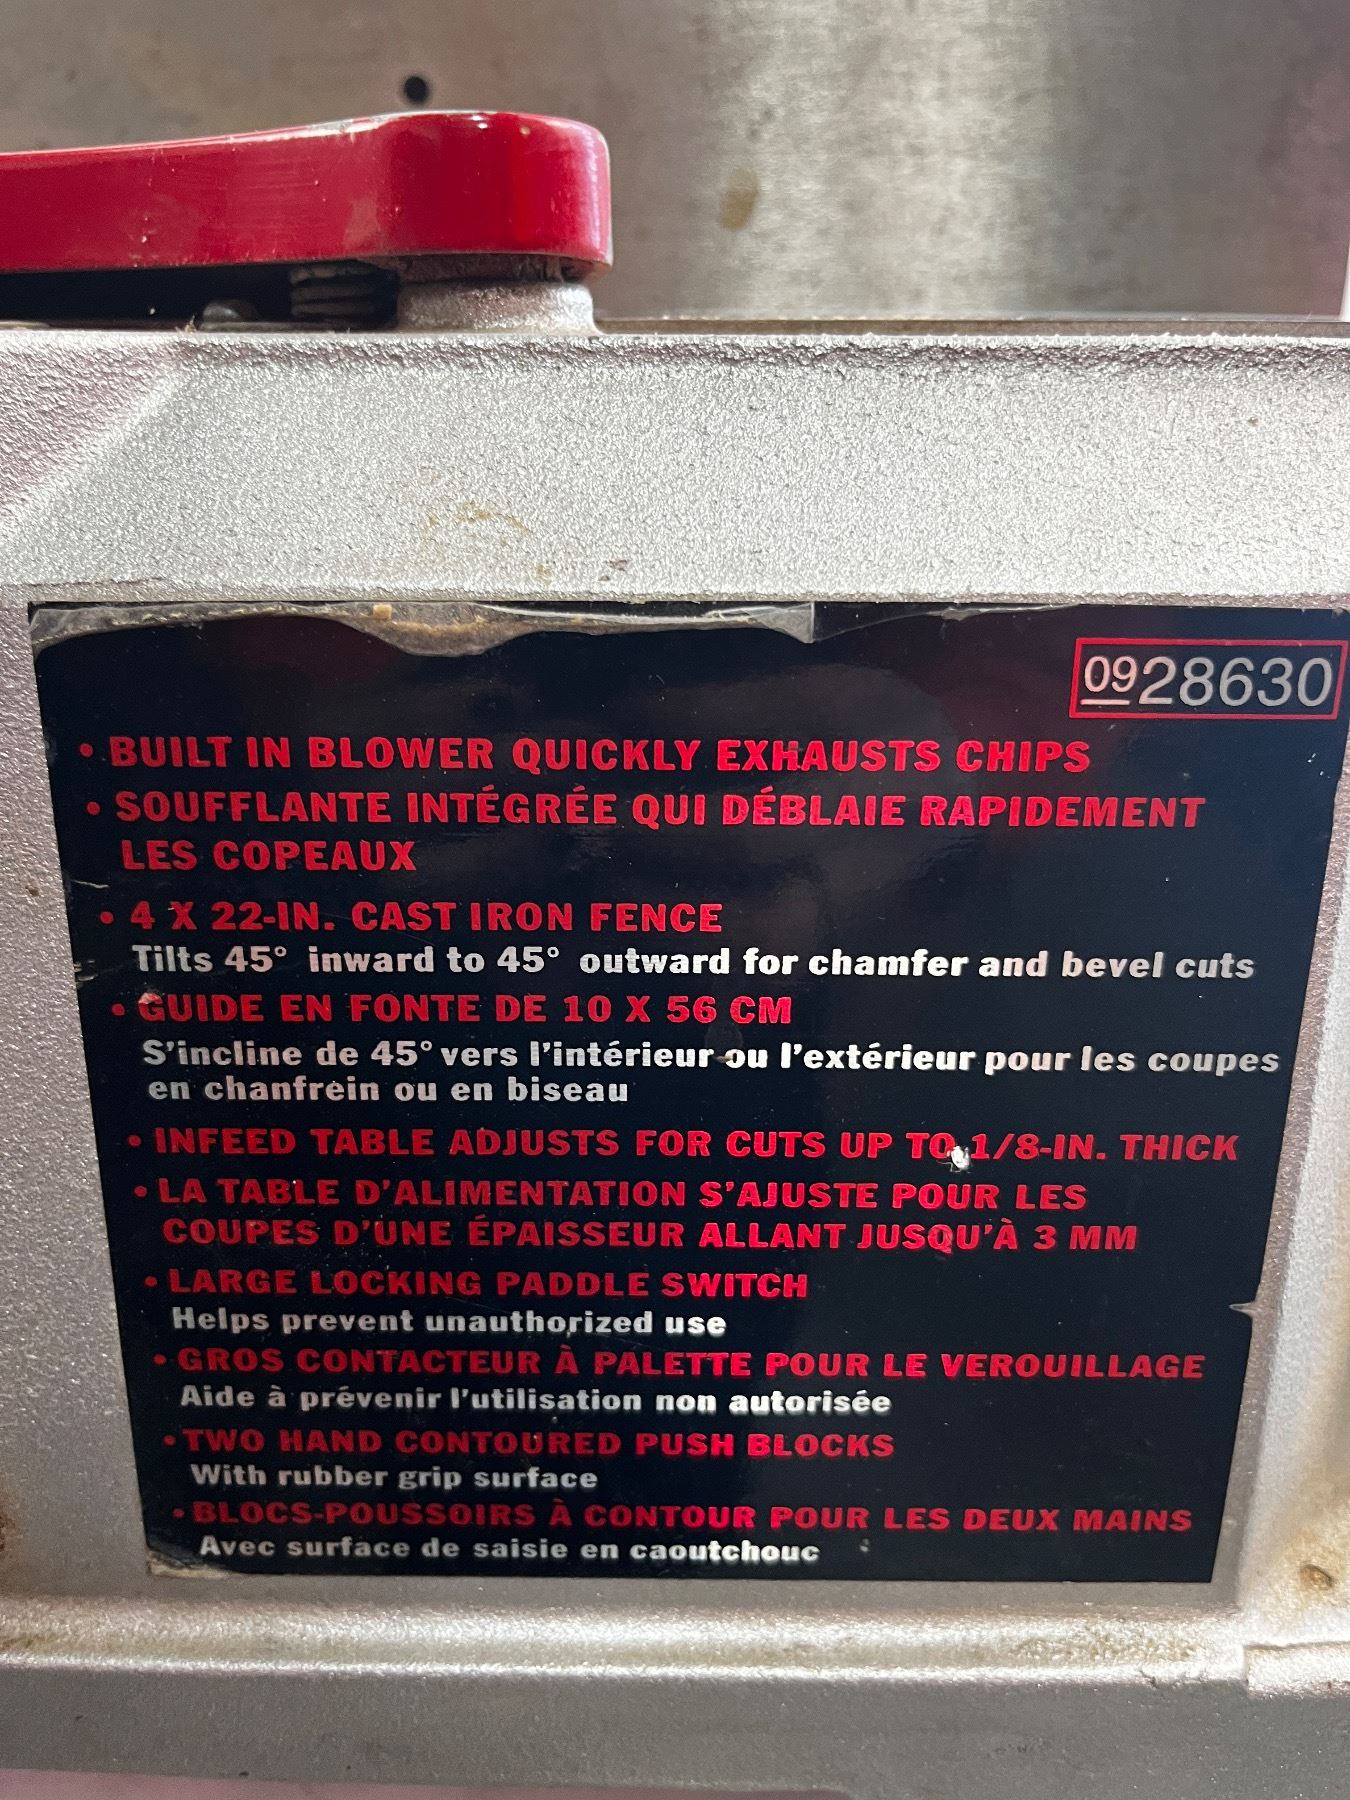 0928630
• BUILT IN BLOWER QUICKLY EXHAUSTS CHIPS
• SOUFFLANTE INTÉGRÉE QUI DÉBLAIE RAPIDEMENT
LES COPEAUX
• 4 X 22-IN. CAST IRON FENCE
Tilts 45° inward to 45° outward for chamfer and bevel cuts
• GUIDE EN FONTE DE 10 X 56 CM
S'incline de 45° vers l'intérieur ou l'extérieur pour les coupes
en chanfrein ou en biseau
• INFEED TABLE ADJUSTS FOR CUTS UP TO 1/8-IN. THICK
• LA TABLE D'ALIMENTATION S'AJUSTE POUR LES
COUPES D'UNE ÉPAISSEUR ALLANT JUSQU'À 3 MM
• LARGE LOCKING PADDLE SWITCH
Helps prevent unauthorized use
• GROS CONTACTEUR À PALETTE POUR LE VEROUILLAGE
Aide à prévenir l'utilisation non autorisée
• TWO HAND CONTOURED PUSH BLOCKS
With rubber grip surface
• BLOCS-POUSSOIRS À CONTOUR POUR LES DEUX MAINS
Avec surface de saisie en caoutchouc